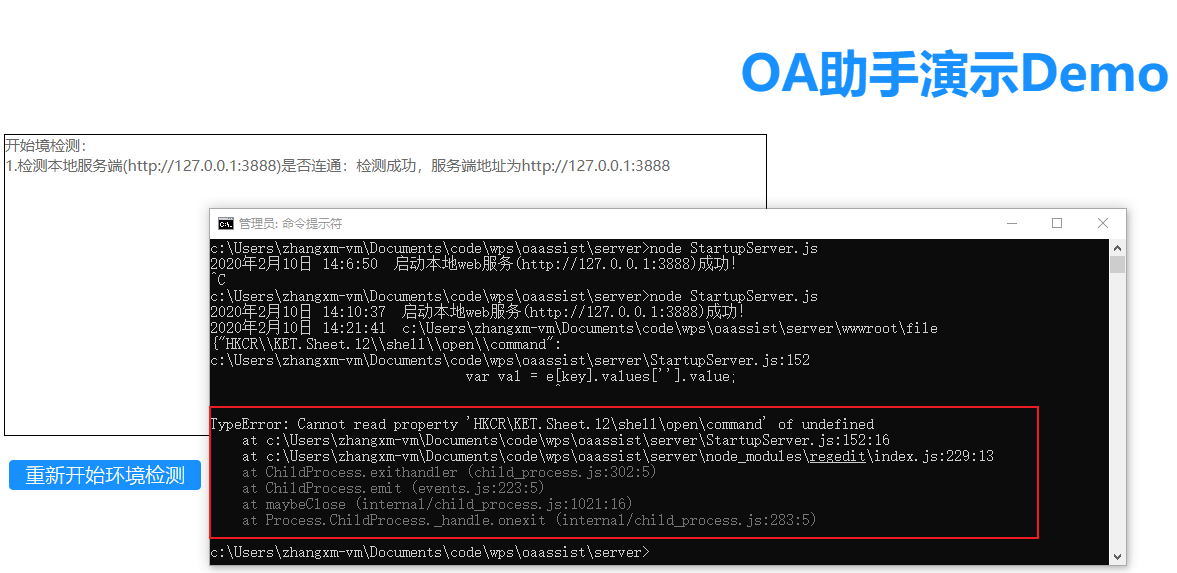 OA助手演示Demo
开始境检测：
1.检测本地服务端(http://127.0.0.1:3888)是否连通：检测成功，服务端地址为http://127.0.0.1:3888
管理员: 命令提示符
c:\Users\zhangxm-vm\Documents\code\wps\oaassist\server>node StartupServer.js
2020年2月10日 14:6:50  启动本地web服务(http://127.0.0.1:3888)成功!
^C
c:\Users\zhangxm-vm\Documents\code\wps\oaassist\server>node StartupServer.js
2020年2月10日 14:10:37  启动本地web服务(http://127.0.0.1:3888)成功!
2020年2月10日 14:21:41  c:\Users\zhangxm-vm\Documents\code\wps\oaassist\server\wwwroot\file
{"HKCR\\KET.Sheet.12\\shell\\open\\command":
c:\Users\zhangxm-vm\Documents\code\wps\oaassist\server\StartupServer.js:152
var val = e[key].values[''].value;
^
TypeError: Cannot read property 'HKCR\KET.Sheet.12\shell\open\command' of undefined
at c:\Users\zhangxm-vm\Documents\code\wps\oaassist\server\StartupServer.js:152:16
at c:\Users\zhangxm-vm\Documents\code\wps\oaassist\server\node_modules\regedit\index.js:229:13
at ChildProcess.exithandler (child_process.js:302:5)
at ChildProcess.emit (events.js:223:5)
at maybeClose (internal/child_process.js:1021:16)
at Process.ChildProcess._handle.onexit (internal/child_process.js:283:5)
重新开始环境检测
c:\Users\zhangxm-vm\Documents\code\wps\oaassist\server>